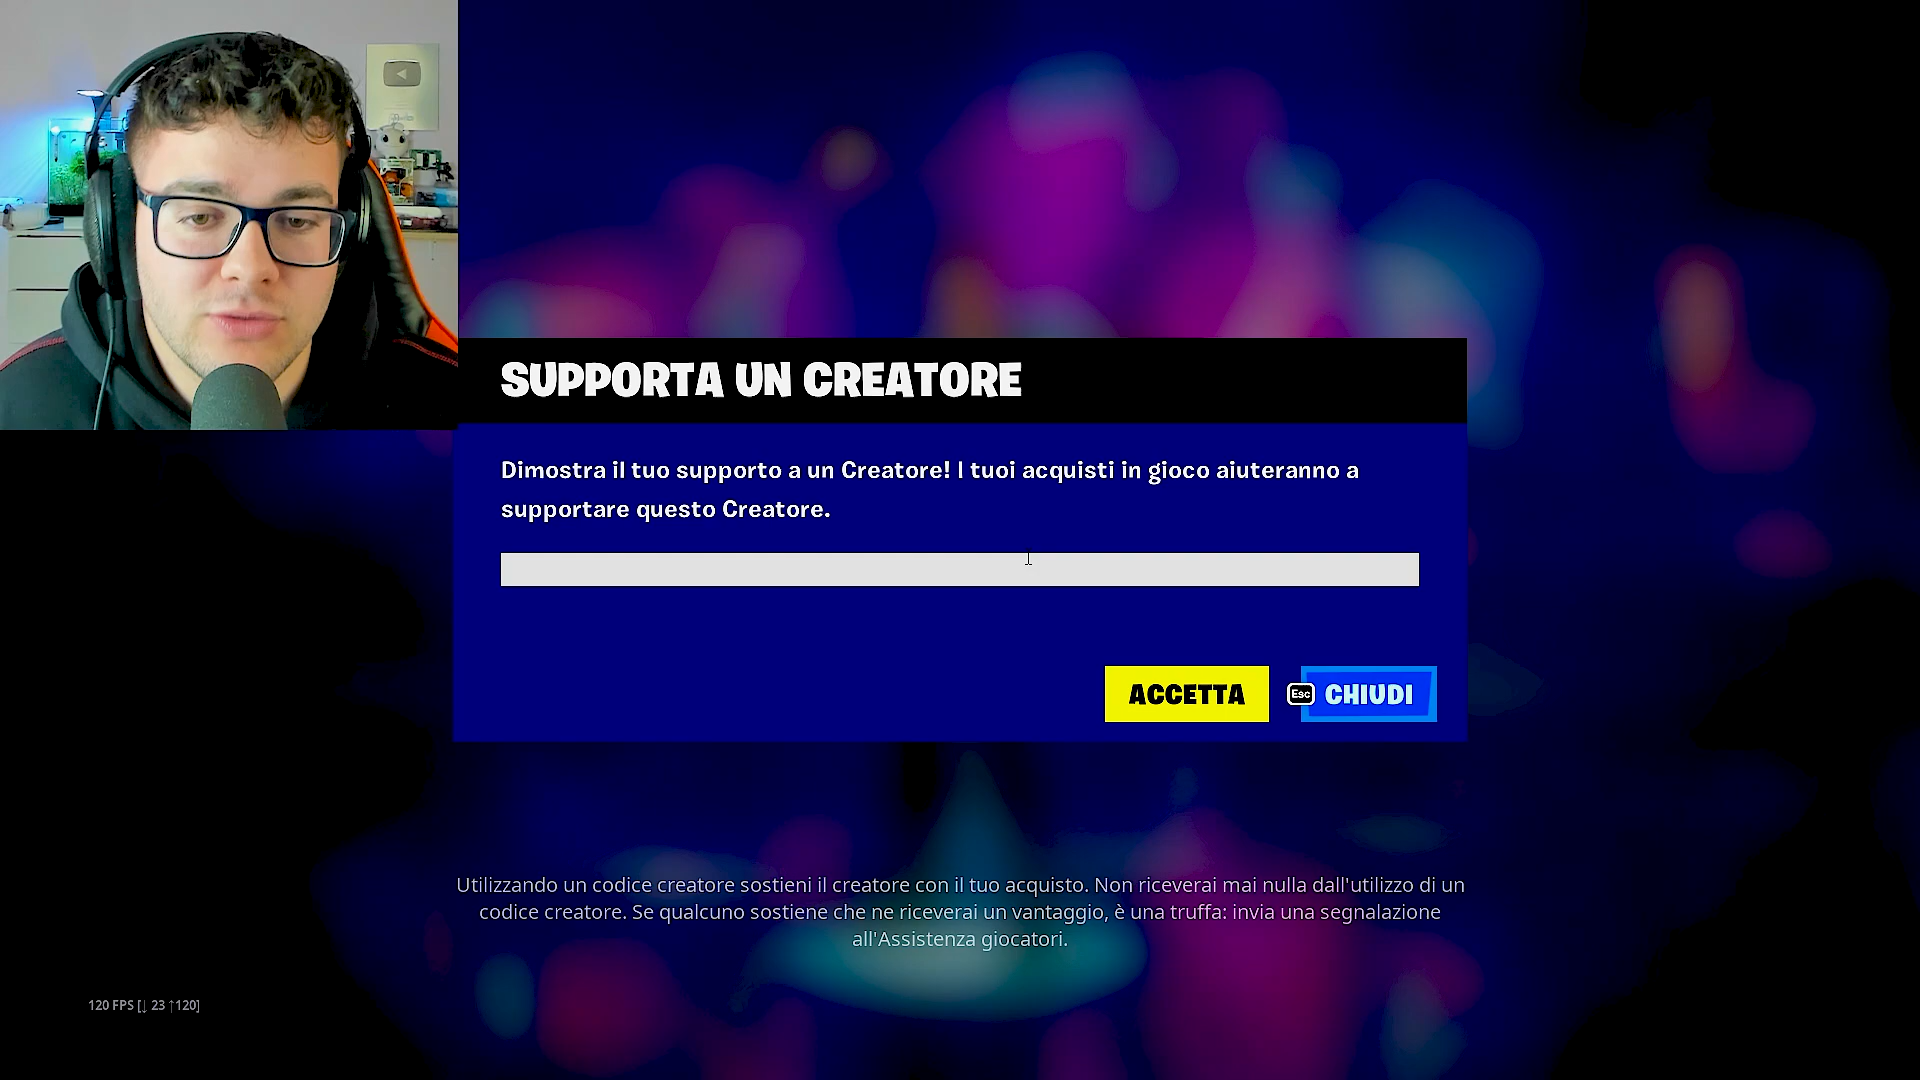 SUPPORTA UN CREATORE
Dimostra il tuo supporto a un Creatore! I tuoi acquisti in gioco aiuteranno a
supportare questo Creatore.
ACCETTA
Esc
CHIUDI
Utilizzando un codice creatore sostieni il creatore con il tuo acquisto. Non riceverai mai nulla dall'utilizzo di un
codice creatore. Se qualcuno sostiene che ne riceverai un vantaggio, è una truffa: invia una segnalazione
all'Assistenza giocatori.
120 FPS [↓ 23 ↑120]